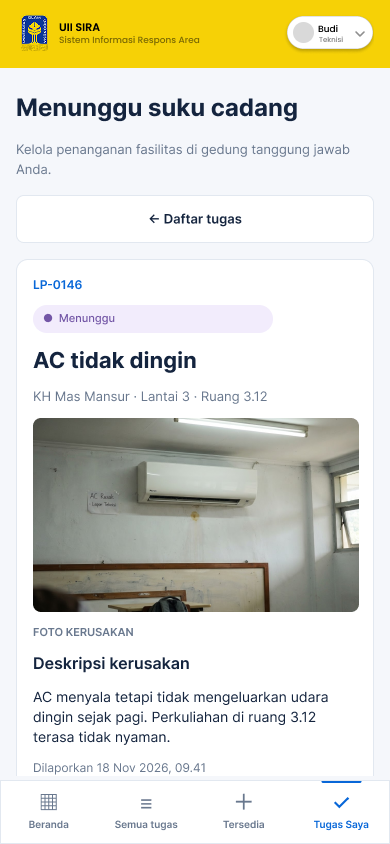 UII SIRA
Sistem Informasi Respons Area
Budi
Teknisi
Menunggu suku cadang
Kelola penanganan fasilitas di gedung tanggung jawab
Anda.
← Daftar tugas
LP-0146
Menunggu
AC tidak dingin
KH Mas Mansur · Lantai 3 · Ruang 3.12
AC Rusak
FOTO KERUSAKAN
Deskripsi kerusakan
AC menyala tetapi tidak mengeluarkan udara
dingin sejak pagi. Perkuliahan di ruang 3.12
terasa tidak nyaman.
Dilaporkan 18 Nov 2026, 09.41
Beranda
Semua tugas
Tersedia
Tugas Saya